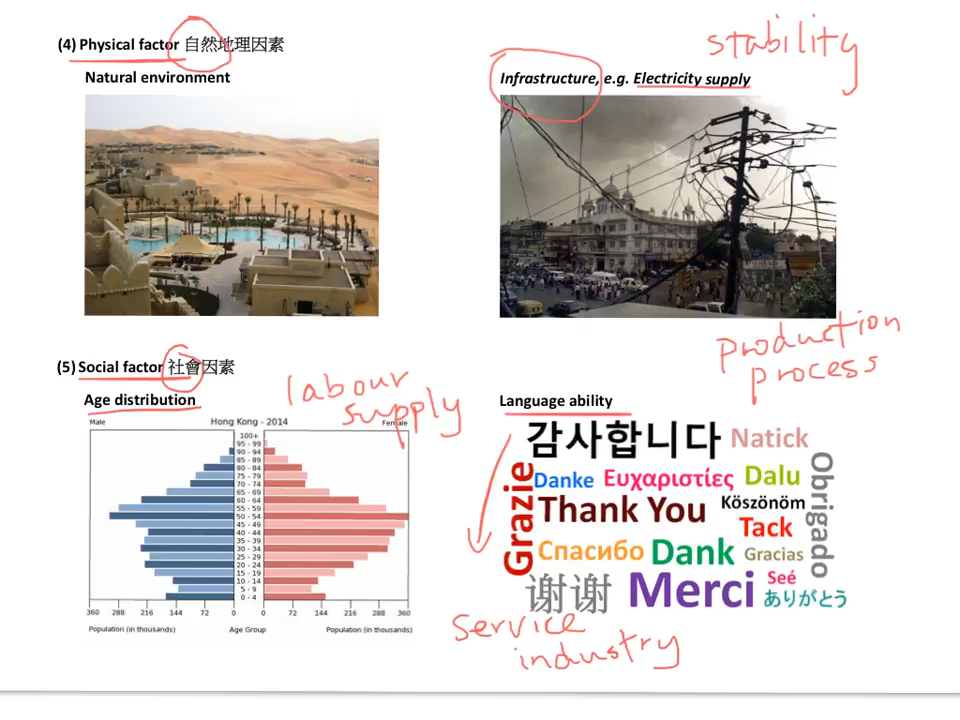 (4) Physical factor 自然地理因素
stability
Natural environment
Infrastructure, e.g. Electricity supply
production
process
(5) Social factor 社會因素
labour
supply
Age distribution
Language ability
Male
Hong Kong - 2014
Female
100+
95 - 99
90 - 94
85 - 89
80 - 84
75 - 79
70 - 74
65 - 69
60 - 64
55 - 59
50 - 54
45 - 49
40 - 44
35 - 39
30 - 34
25 - 29
20 - 24
15 - 19
10 - 14
5 - 9
0 - 4
360 288 216 144 72 0 0 72 144 216 288 360
Population (in thousands) Age Group Population (in thousands)
감사합니다 Natick
Danke Ευχαριστίες Dalu
Grazie
Thank You Köszönöm
Obrigado
Tack
Спасибо Dank Gracias
谢谢 Merci Seé
ありがとう
service
industry